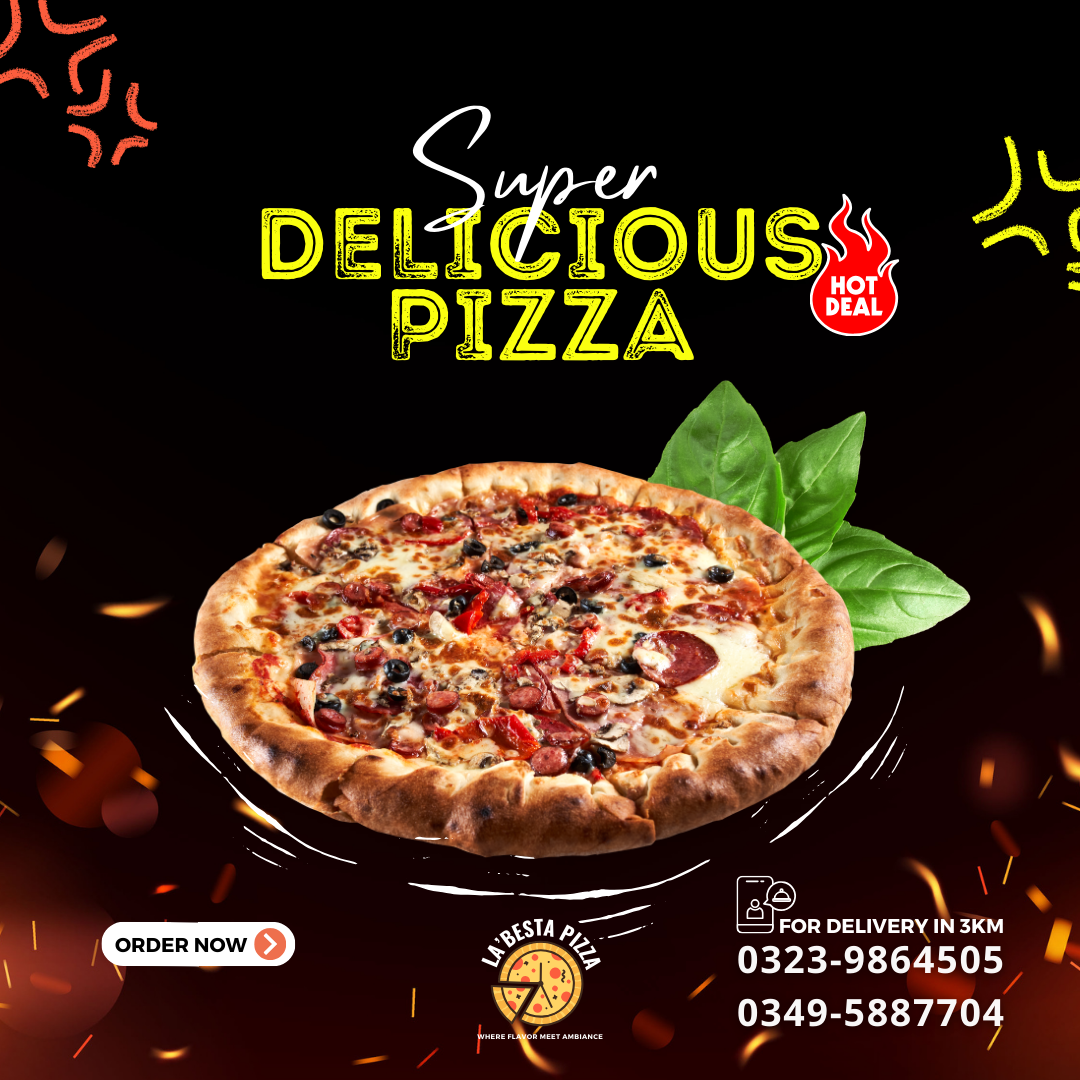 Super
DELICIOUS
PIZZA
HOT
DEAL
ORDER NOW
LA'BESTA PIZZA
WHERE FLAVOR MEET AMBIANCE
FOR DELIVERY IN 3KM
0323-9864505
0349-5887704